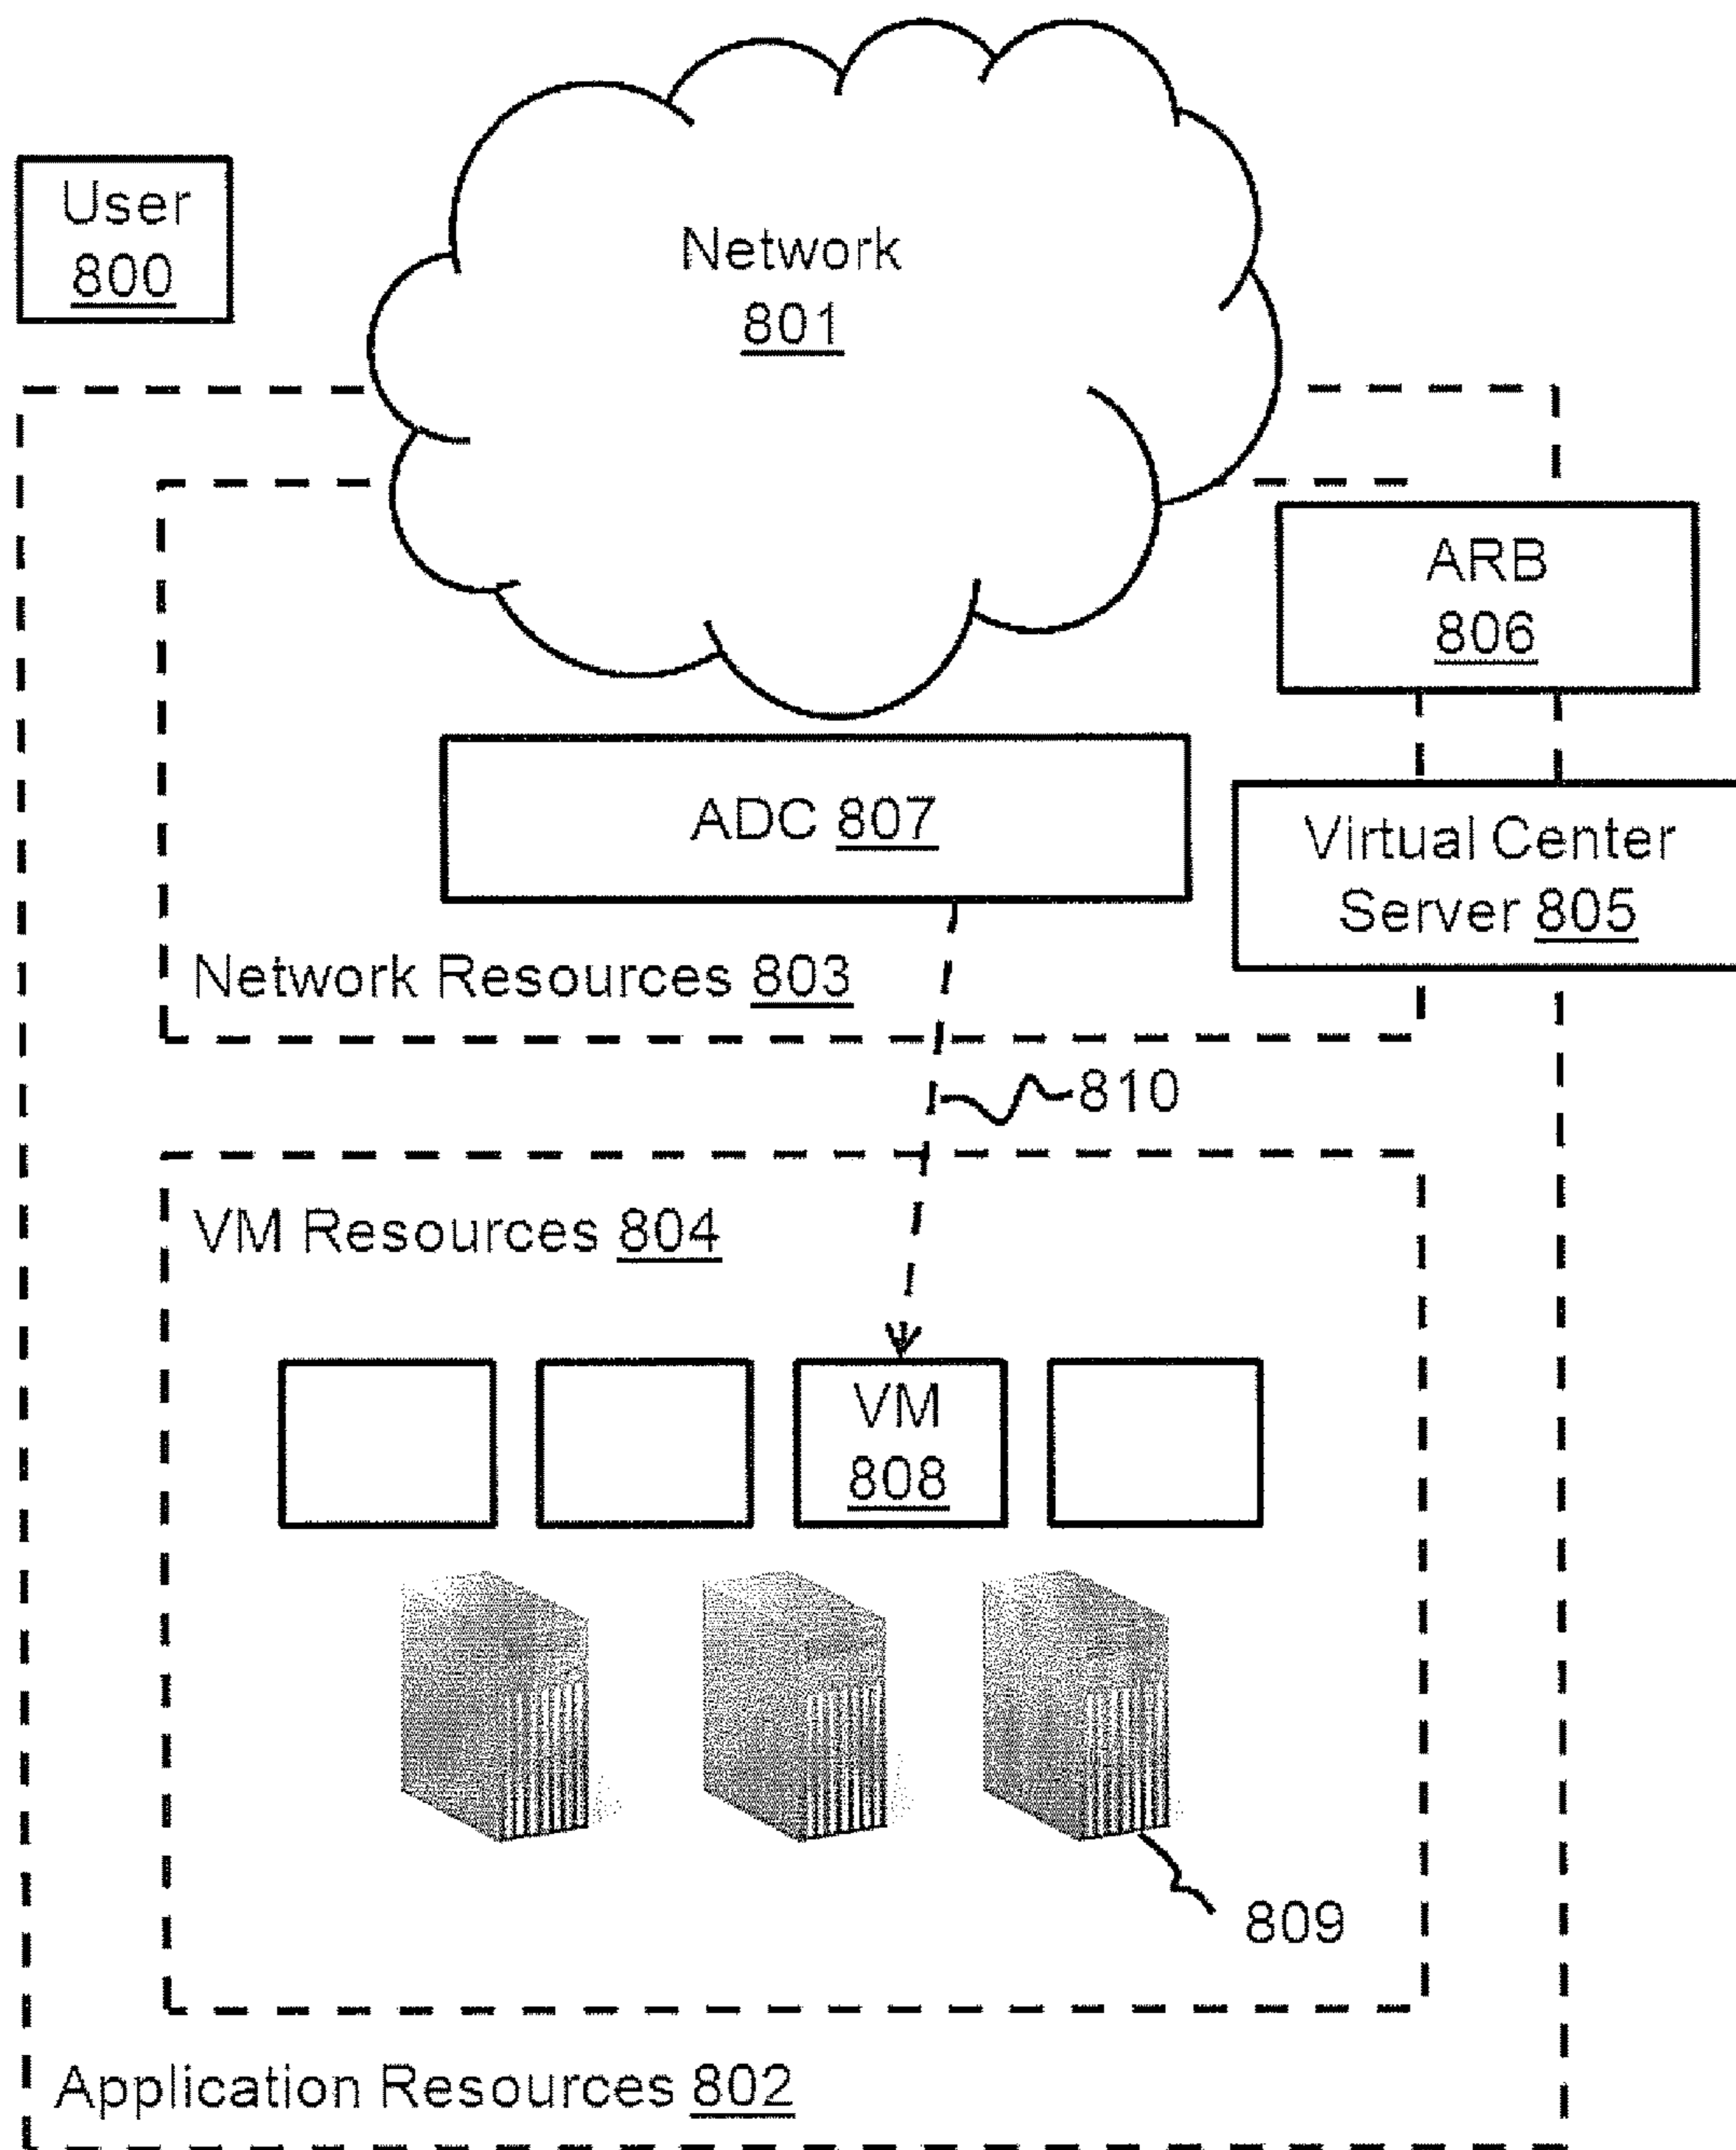 User
800
Network
801
ARB
806
ADC 807
Virtual Center
Server 805
Network Resources 803
810
VM Resources 804
VM
808
809
Application Resources 802